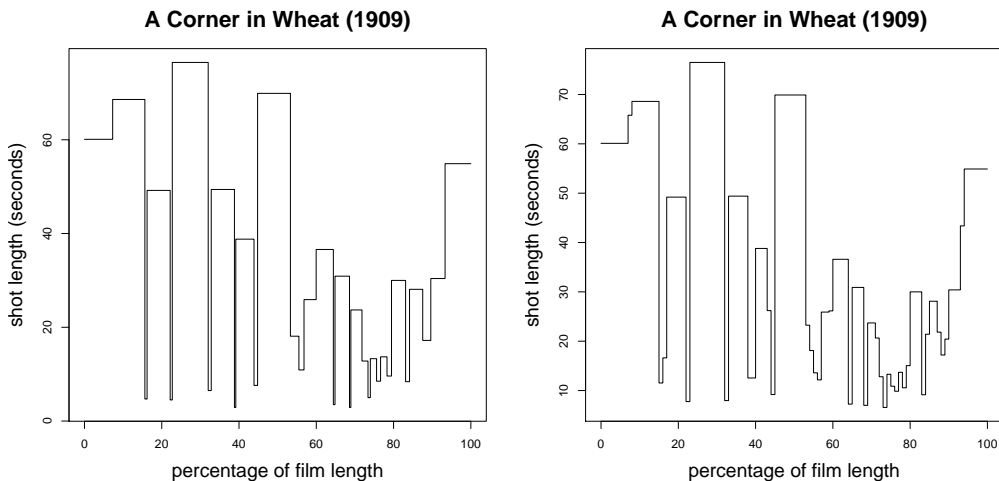 A Corner in Wheat (1909)
shot length (seconds)
60
40
20
0
0 20 40 60 80 100
percentage of film length
A Corner in Wheat (1909)
shot length (seconds)
70
60
50
40
30
20
10
0 20 40 60 80 100
percentage of film length